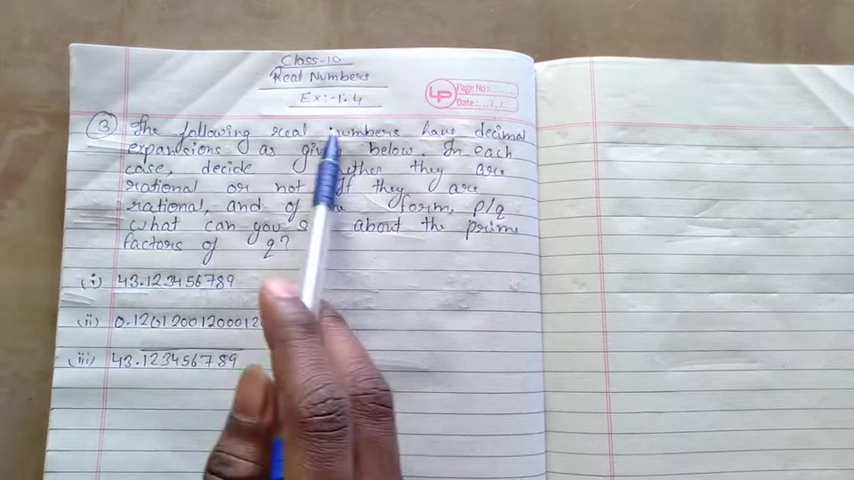 Class-10
Real Numbers
Ex:-1.4
LP Page No.:
Date:
3 The following real numbers have decimal
expansions as given below. In each
case, decide whether they are
rational or not. If they are
rational, and of form, p/q
what can you about the prime
factors of q?
(i) 43.123456789
(ii) 0.120120012000120
(iii) 43.123456789